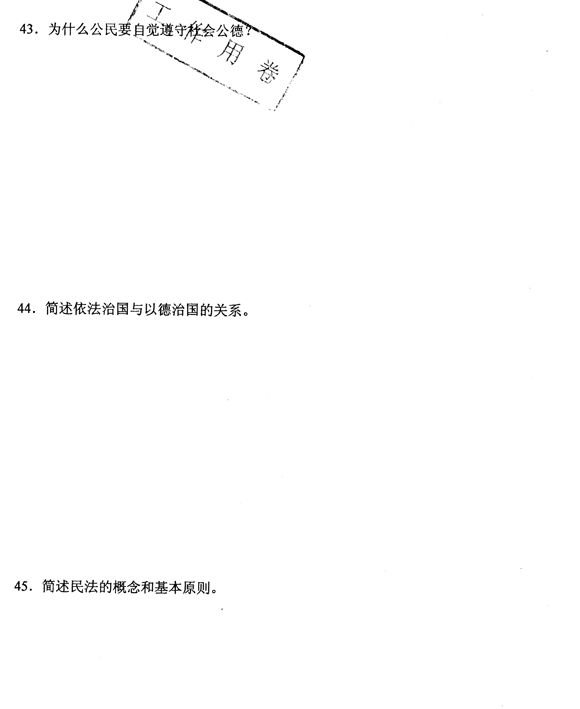 43．为什么公民要自觉遵守社会公德？
工作用卷
44．简述依法治国与以德治国的关系。
45．简述民法的概念和基本原则。